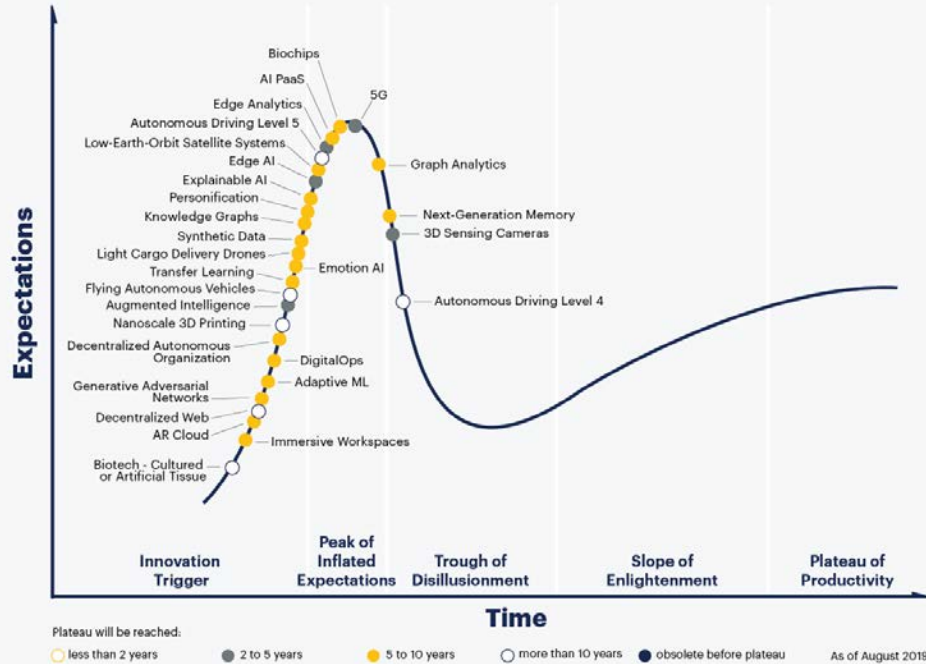 Expectations
Biochips
AI PaaS
5G
Edge Analytics
Autonomous Driving Level 5
Low-Earth-Orbit Satellite Systems
Edge AI
Graph Analytics
Explainable AI
Personification
Knowledge Graphs
Next-Generation Memory
Synthetic Data
3D Sensing Cameras
Light Cargo Delivery Drones
Transfer Learning
Emotion AI
Flying Autonomous Vehicles
Augmented Intelligence
Autonomous Driving Level 4
Nanoscale 3D Printing
Decentralized Autonomous
Organization
DigitalOps
Adaptive ML
Generative Adversarial
Networks
Decentralized Web
AR Cloud
Immersive Workspaces
Biotech - Cultured
or Artificial Tissue
Innovation
Trigger
Peak of
Inflated
Expectations
Trough of
Disillusionment
Slope of
Enlightenment
Plateau of
Productivity
Time
Plateau will be reached:
less than 2 years
2 to 5 years
5 to 10 years
more than 10 years
obsolete before plateau
As of August 2019